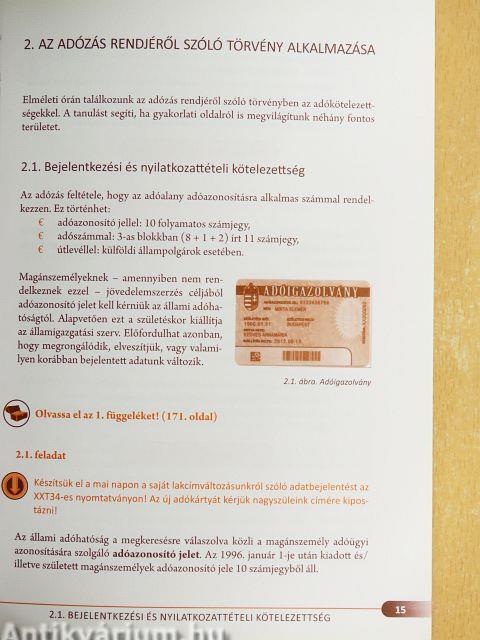 2. AZ ADÓZÁS RENDJÉRŐL SZÓLÓ TÖRVÉNY ALKALMAZÁSA
Elméleti órán találkozunk az adózás rendjéről szóló törvényben az adókötelezett-
ségekkel. A tanulást segíti, ha gyakorlati oldalról is megvilágítunk néhány fontos
területet.
2.1. Bejelentkezési és nyilatkozattételi kötelezettség
Az adózás feltétele, hogy az adóalany adóazonosításra alkalmas számmal rendel-
kezzen. Ez történhet:
€ adóazonosító jellel: 10 folyamatos számjegy,
€ adószámmal: 3-as blokkban (8 + 1 + 2) írt 11 számjegy,
€ útlevéllel: külföldi állampolgárok esetében.
Magánszemélyeknek – amennyiben nem ren-
delkeznek ezzel – jövedelemszerzés céljából
adóazonosító jelet kell kérniük az állami adóha-
tóságtól. Alapvetően ezt a születéskor kiállítja
az államigazgatási szerv. Előfordulhat azonban,
hogy megrongálódik, elveszítjük, vagy valami-
lyen korábban bejelentett adatunk változik.
ADÓIGAZOLVÁNY
MINTA ELEMÉR
BUDAPEST
2.1. ábra. Adóigazolvány
Olvassa el az 1. függeléket! (171. oldal)
2.1. feladat
Készítsük el a mai napon a saját lakcímváltozásunkról szóló adatbejelentést az
XXT34-es nyomtatványon! Az új adókártyát kérjük nagyszüleink címére kipos-
tázni!
Az állami adóhatóság a megkeresésre válaszolva közli a magánszemély adóügyi
azonosítására szolgáló adóazonosító jelet. Az 1996. január 1-je után kiadott és/
illetve született magánszemélyek adóazonosító jele 10 számjegyből áll.
15
2.1. BEJELENTKEZÉSI ÉS NYILATKOZATTÉTELI KÖTELEZETTSÉG
Antikvárium.hu